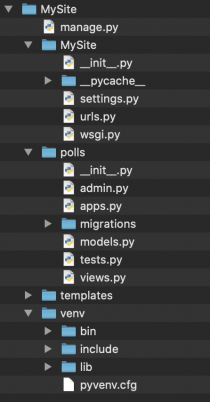 MySite
manage.py
MySite
__init__.py
__pycache__
settings.py
urls.py
wsgi.py
polls
__init__.py
admin.py
apps.py
migrations
models.py
tests.py
views.py
templates
venv
bin
include
lib
pyvenv.cfg